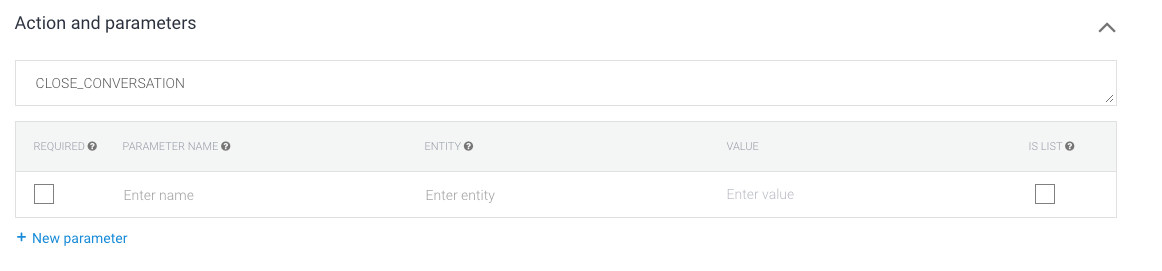 Action and parameters
CLOSE_CONVERSATION
REQUIRED ? PARAMETER NAME ? ENTITY ? VALUE IS LIST ?
Enter name Enter entity Enter value
+ New parameter